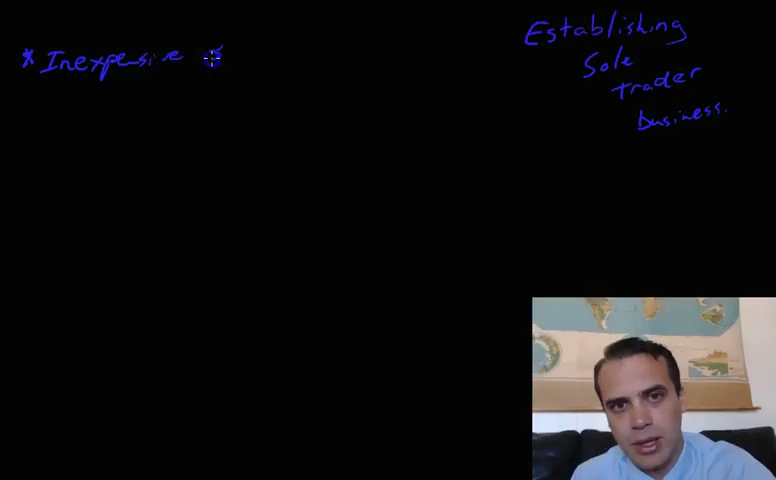 * Inexpensive
Establishing
Sole
trader
business.